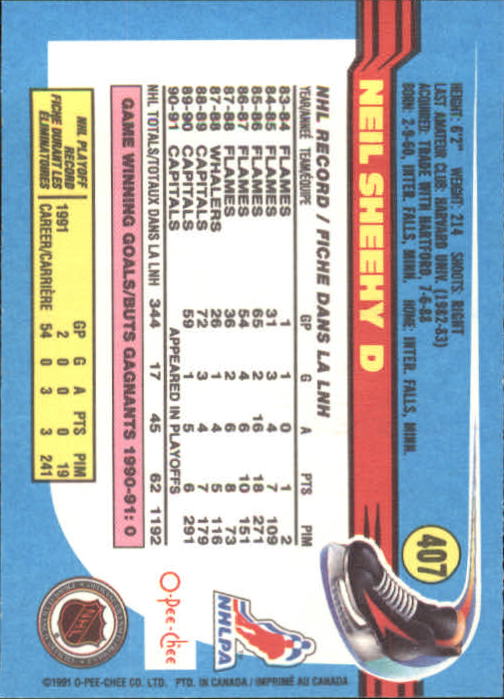 407
NEIL SHEEHY D
HEIGHT: 6'2" WEIGHT: 214 SHOOTS: RIGHT
LAST AMATEUR CLUB: HARVARD UNIV. (1982-83)
ACQUIRED: TRADE WITH HARTFORD, 7-6-88
BORN: 2-9-60, INTER. FALLS, MINN. HOME: INTER. FALLS, MINN.
NHL RECORD / FICHE DANS LA LNH
YEAR/ANNÉE TEAM/ÉQUIPE GP G A PTS PIM
83-84 FLAMES 1 1 0 1 2
84-85 FLAMES 31 3 4 7 109
85-86 FLAMES 65 2 16 18 271
86-87 FLAMES 54 4 6 10 151
87-88 FLAMES 36 2 6 8 73
87-88 WHALERS 26 1 4 5 116
88-89 CAPITALS 72 3 4 7 179
89-90 CAPITALS 59 1 5 6 291
90-91 CAPITALS APPEARED IN PLAYOFFS
NHL TOTALS/TOTAUX DANS LA LNH 344 17 45 62 1192
GAME WINNING GOALS/BUTS GAGNANTS 1990-91: 0
NHL PLAYOFF RECORD
FICHE DURANT LES ÉLIMINATOIRES
GP G A PTS PIM
1991 2 0 0 0 19
CAREER/CARRIÈRE 54 0 3 3 241
NHLPA
O-Pee-Chee
NHL
©1991 O-PEE-CHEE CO. LTD. PTD. IN CANADA / IMPRIMÉ AU CANADA